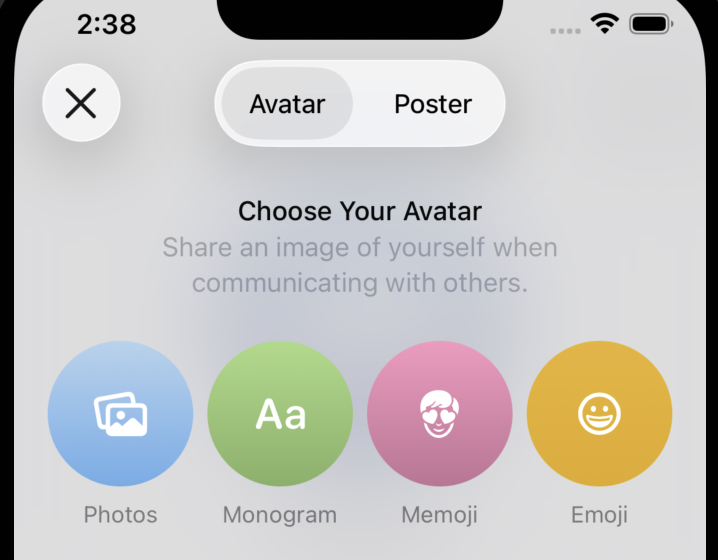 2:38
Avatar
Poster
Choose Your Avatar
Share an image of yourself when
communicating with others.
Aa
Photos
Monogram
Memoji
Emoji